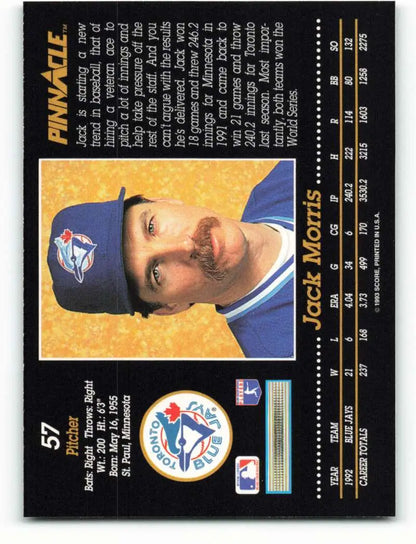 57
Pitcher
Bats: Right Throws: Right
Wt.: 200 Ht.: 6'3"
Born: May 16, 1955
St. Paul, Minnesota
TORONTO
BLUE JAYS
PINNACLE™
Jack is starting a new
trend in baseball, that of
hiring a veteran ace to
pitch a lot of innings and
help take pressure off the
rest of the staff. And you
can't argue with the results
he's delivered. Jack won
18 games and threw 246.2
innings for Minnesota in
1991 and came back to
win 21 games and throw
240.2 innings for Toronto
last season. Most impor-
tantly, both teams won the
World Series.
Jack Morris
YEAR TEAM W L ERA G CG IP H R BB SO
1992 BLUE JAYS 21 6 4.04 34 6 240.2 222 114 80 132
CAREER TOTALS 237 168 3.73 499 170 3530.2 3215 1603 1258 2275
© 1993 SCORE, PRINTED IN U.S.A.